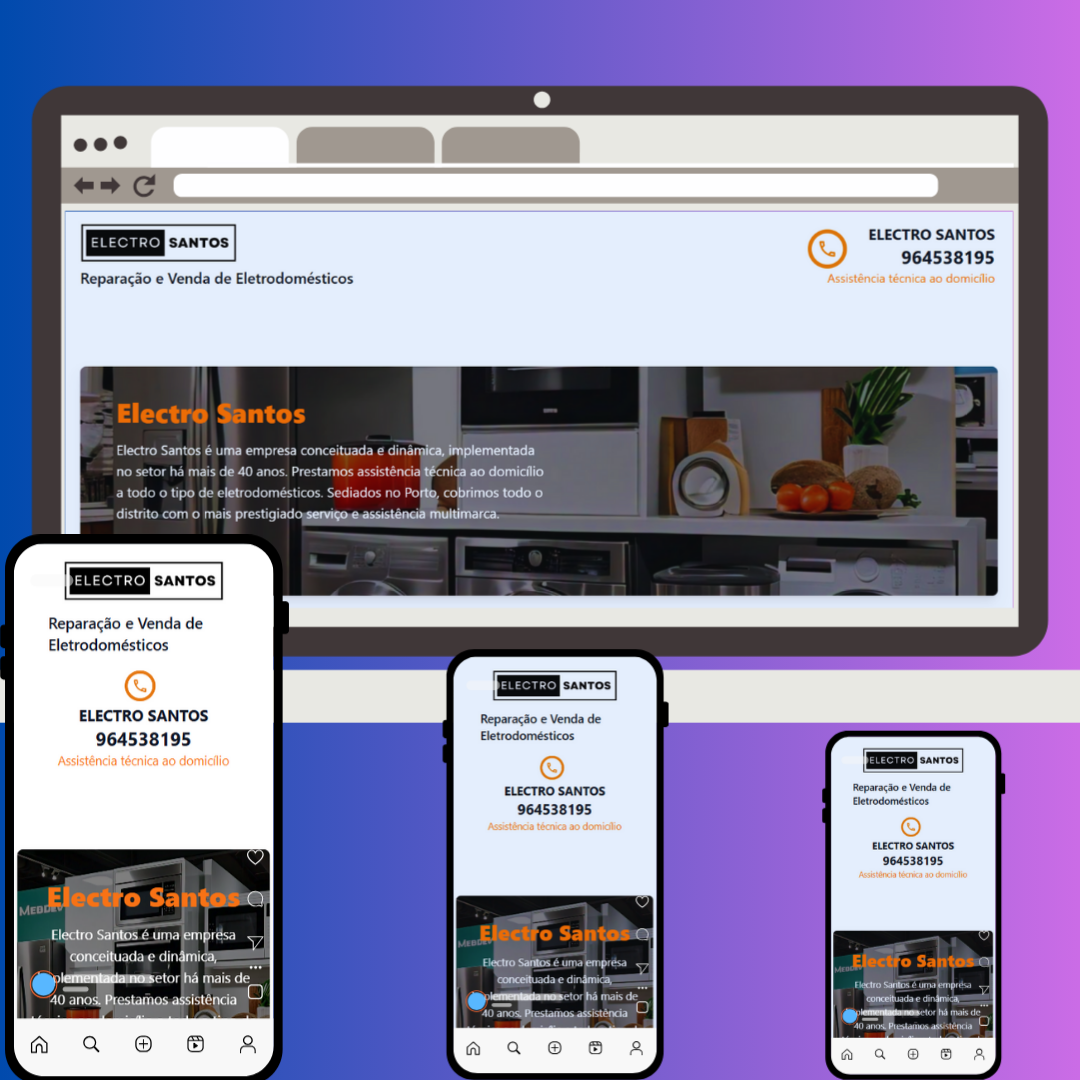 ELECTRO SANTOS
Reparação e Venda de Eletrodomésticos
ELECTRO SANTOS
964538195
Assistência técnica ao domicílio
Electro Santos
Electro Santos é uma empresa conceituada e dinâmica, implementada
no setor há mais de 40 anos. Prestamos assistência técnica ao domicílio
a todo o tipo de eletrodomésticos. Sediados no Porto, cobrimos todo o
distrito com o mais prestigiado serviço e assistência multimarca.
ELECTRO SANTOS
Reparação e Venda de
Eletrodomésticos
ELECTRO SANTOS
964538195
Assistência técnica ao domicílio
Electro Santos
Electro Santos é uma empresa
conceituada e dinâmica,
plementada no setor há mais de
40 anos. Prestamos assistência
ELECTRO SANTOS
Reparação e Venda de
Eletrodomésticos
ELECTRO SANTOS
964538195
Assistência técnica ao domicílio
Electro Santos
Electro Santos é uma empresa
conceituada e dinâmica,
plementada no setor há mais de
40 anos. Prestamos assistência
ELECTRO SANTOS
Reparação e Venda de
Eletrodomésticos
ELECTRO SANTOS
964538195
Assistência técnica ao domicílio
Electro Santos
Electro Santos é uma empresa
conceituada e dinâmica,
plementada no setor há mais de
40 anos. Prestamos assistência